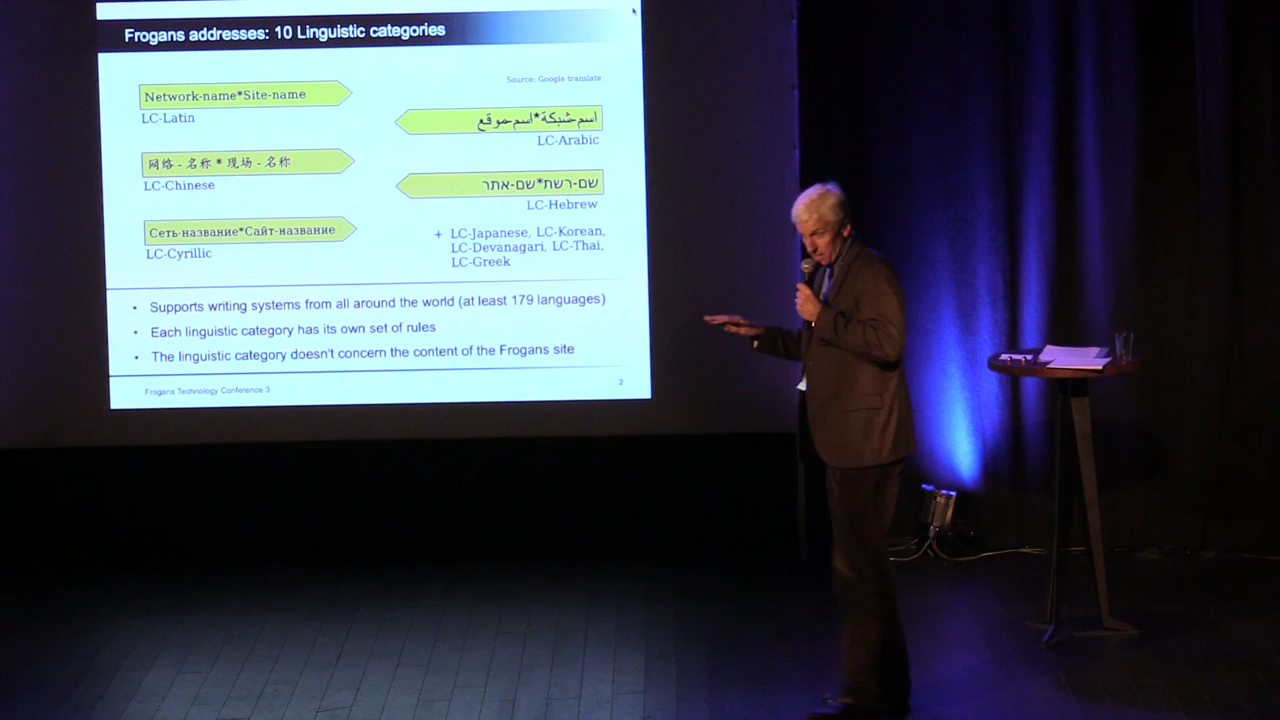 Frogans addresses: 10 Linguistic categories
Network-name*Site-name
LC-Latin
网络 - 名称 * 现场 - 名称
LC-Chinese
Сеть-название*Сайт-название
LC-Cyrillic
Source: Google translate
اسم-شبكة*اسم-موقع
LC-Arabic
שם-רשת*שם-אתר
LC-Hebrew
+ LC-Japanese, LC-Korean,
LC-Devanagari, LC-Thai,
LC-Greek
• Supports writing systems from all around the world (at least 179 languages)
• Each linguistic category has its own set of rules
• The linguistic category doesn't concern the content of the Frogans site
Frogans Technology Conference 3
2